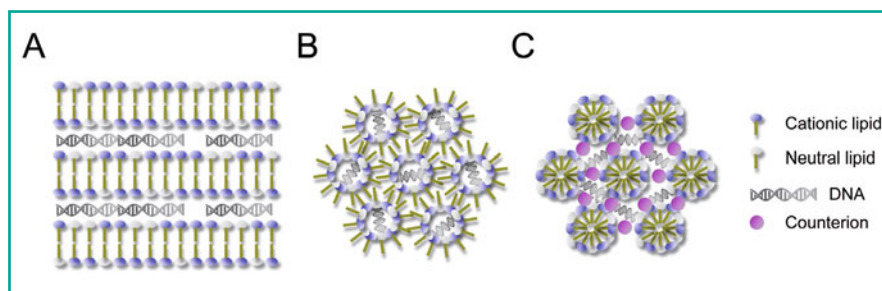 A
B
C
Cationic lipid
Neutral lipid
DNA
Counterion